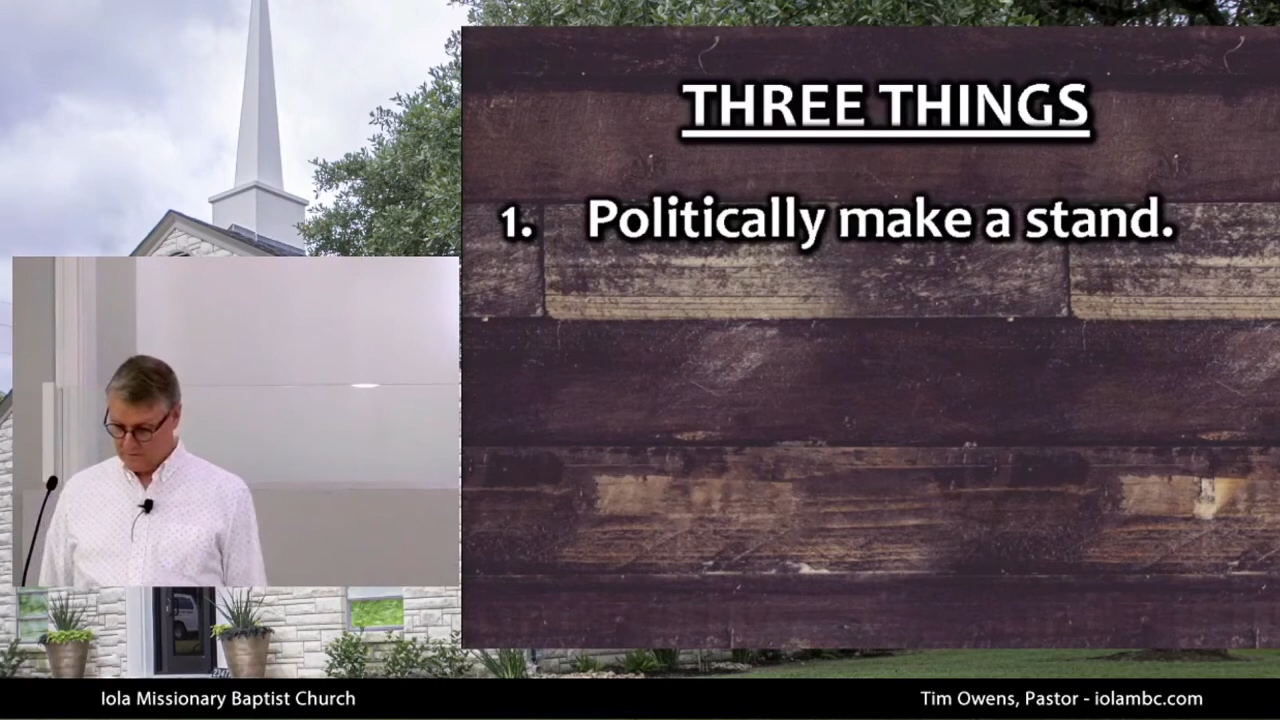 THREE THINGS
1. Politically make a stand.
Iola Missionary Baptist Church
Tim Owens, Pastor - iolambc.com